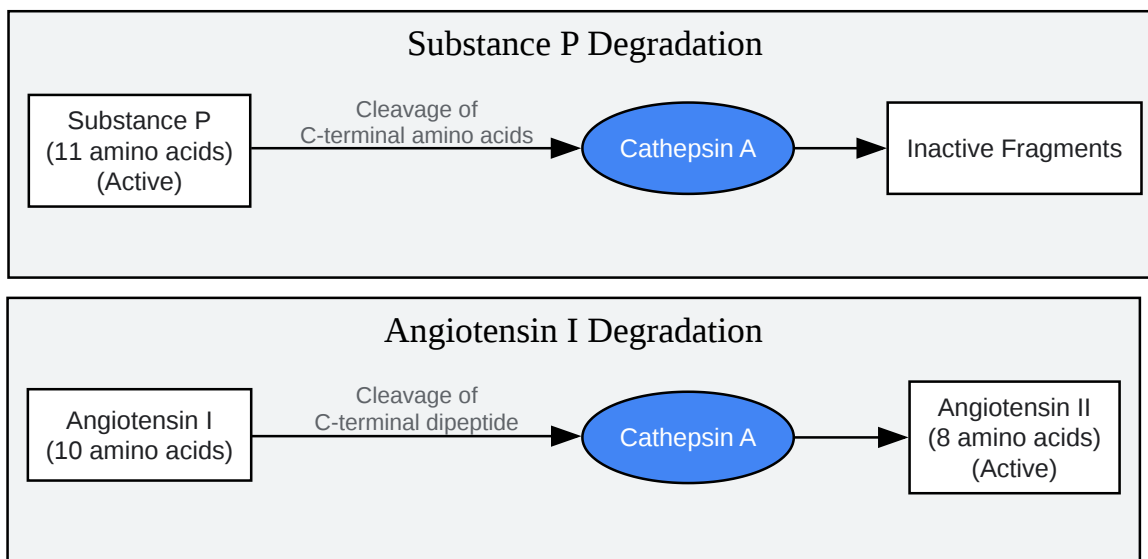 Substance P Degradation
Substance P
(11 amino acids)
(Active)
Cleavage of
C-terminal amino acids
Cathepsin A
Inactive Fragments
Angiotensin I Degradation
Angiotensin I
(10 amino acids)
Cleavage of
C-terminal dipeptide
Cathepsin A
Angiotensin II
(8 amino acids)
(Active)